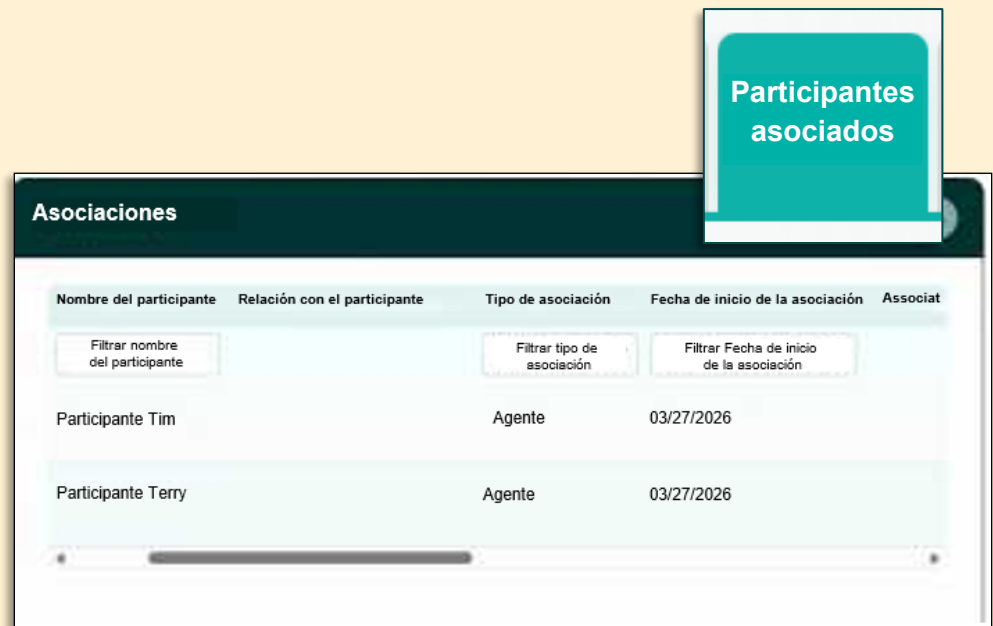 Participantes
asociados
Asociaciones
Nombre del participante Relación con el participante Tipo de asociación Fecha de inicio de la asociación Associat
Filtrar nombre
del participante
Filtrar tipo de
asociación
Filtrar Fecha de inicio
de la asociación
Participante Tim Agente 03/27/2026
Participante Terry Agente 03/27/2026